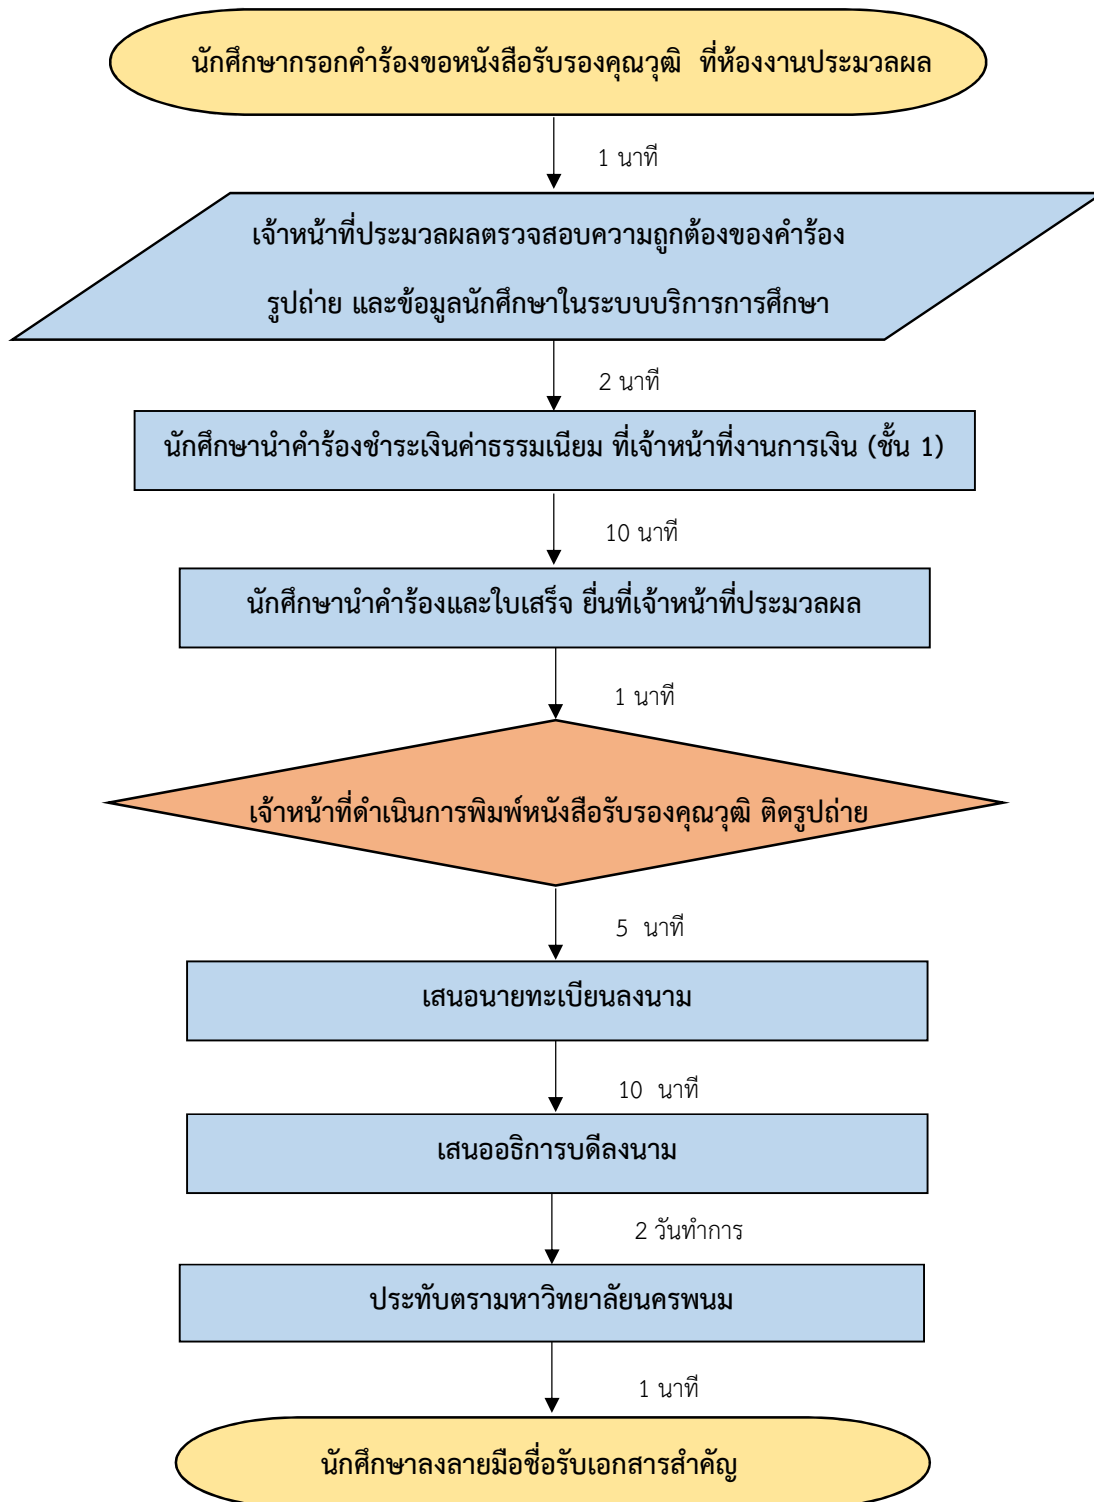 นักศึกษากรอกคำร้องขอหนังสือรับรองคุณวุฒิ ที่ห้องงานประมวลผล
1 นาที
เจ้าหน้าที่ประมวลผลตรวจสอบความถูกต้องของคำร้อง
รูปถ่าย และข้อมูลนักศึกษาในระบบบริการการศึกษา
2 นาที
นักศึกษานำคำร้องชำระเงินค่าธรรมเนียม ที่เจ้าหน้าที่งานการเงิน (ชั้น 1)
10 นาที
นักศึกษานำคำร้องและใบเสร็จ ยื่นที่เจ้าหน้าที่ประมวลผล
1 นาที
เจ้าหน้าที่ดำเนินการพิมพ์หนังสือรับรองคุณวุฒิ ติดรูปถ่าย
5 นาที
เสนอนายทะเบียนลงนาม
10 นาที
เสนออธิการบดีลงนาม
2 วันทำการ
ประทับตรามหาวิทยาลัยนครพนม
1 นาที
นักศึกษาลงลายมือชื่อรับเอกสารสำคัญ